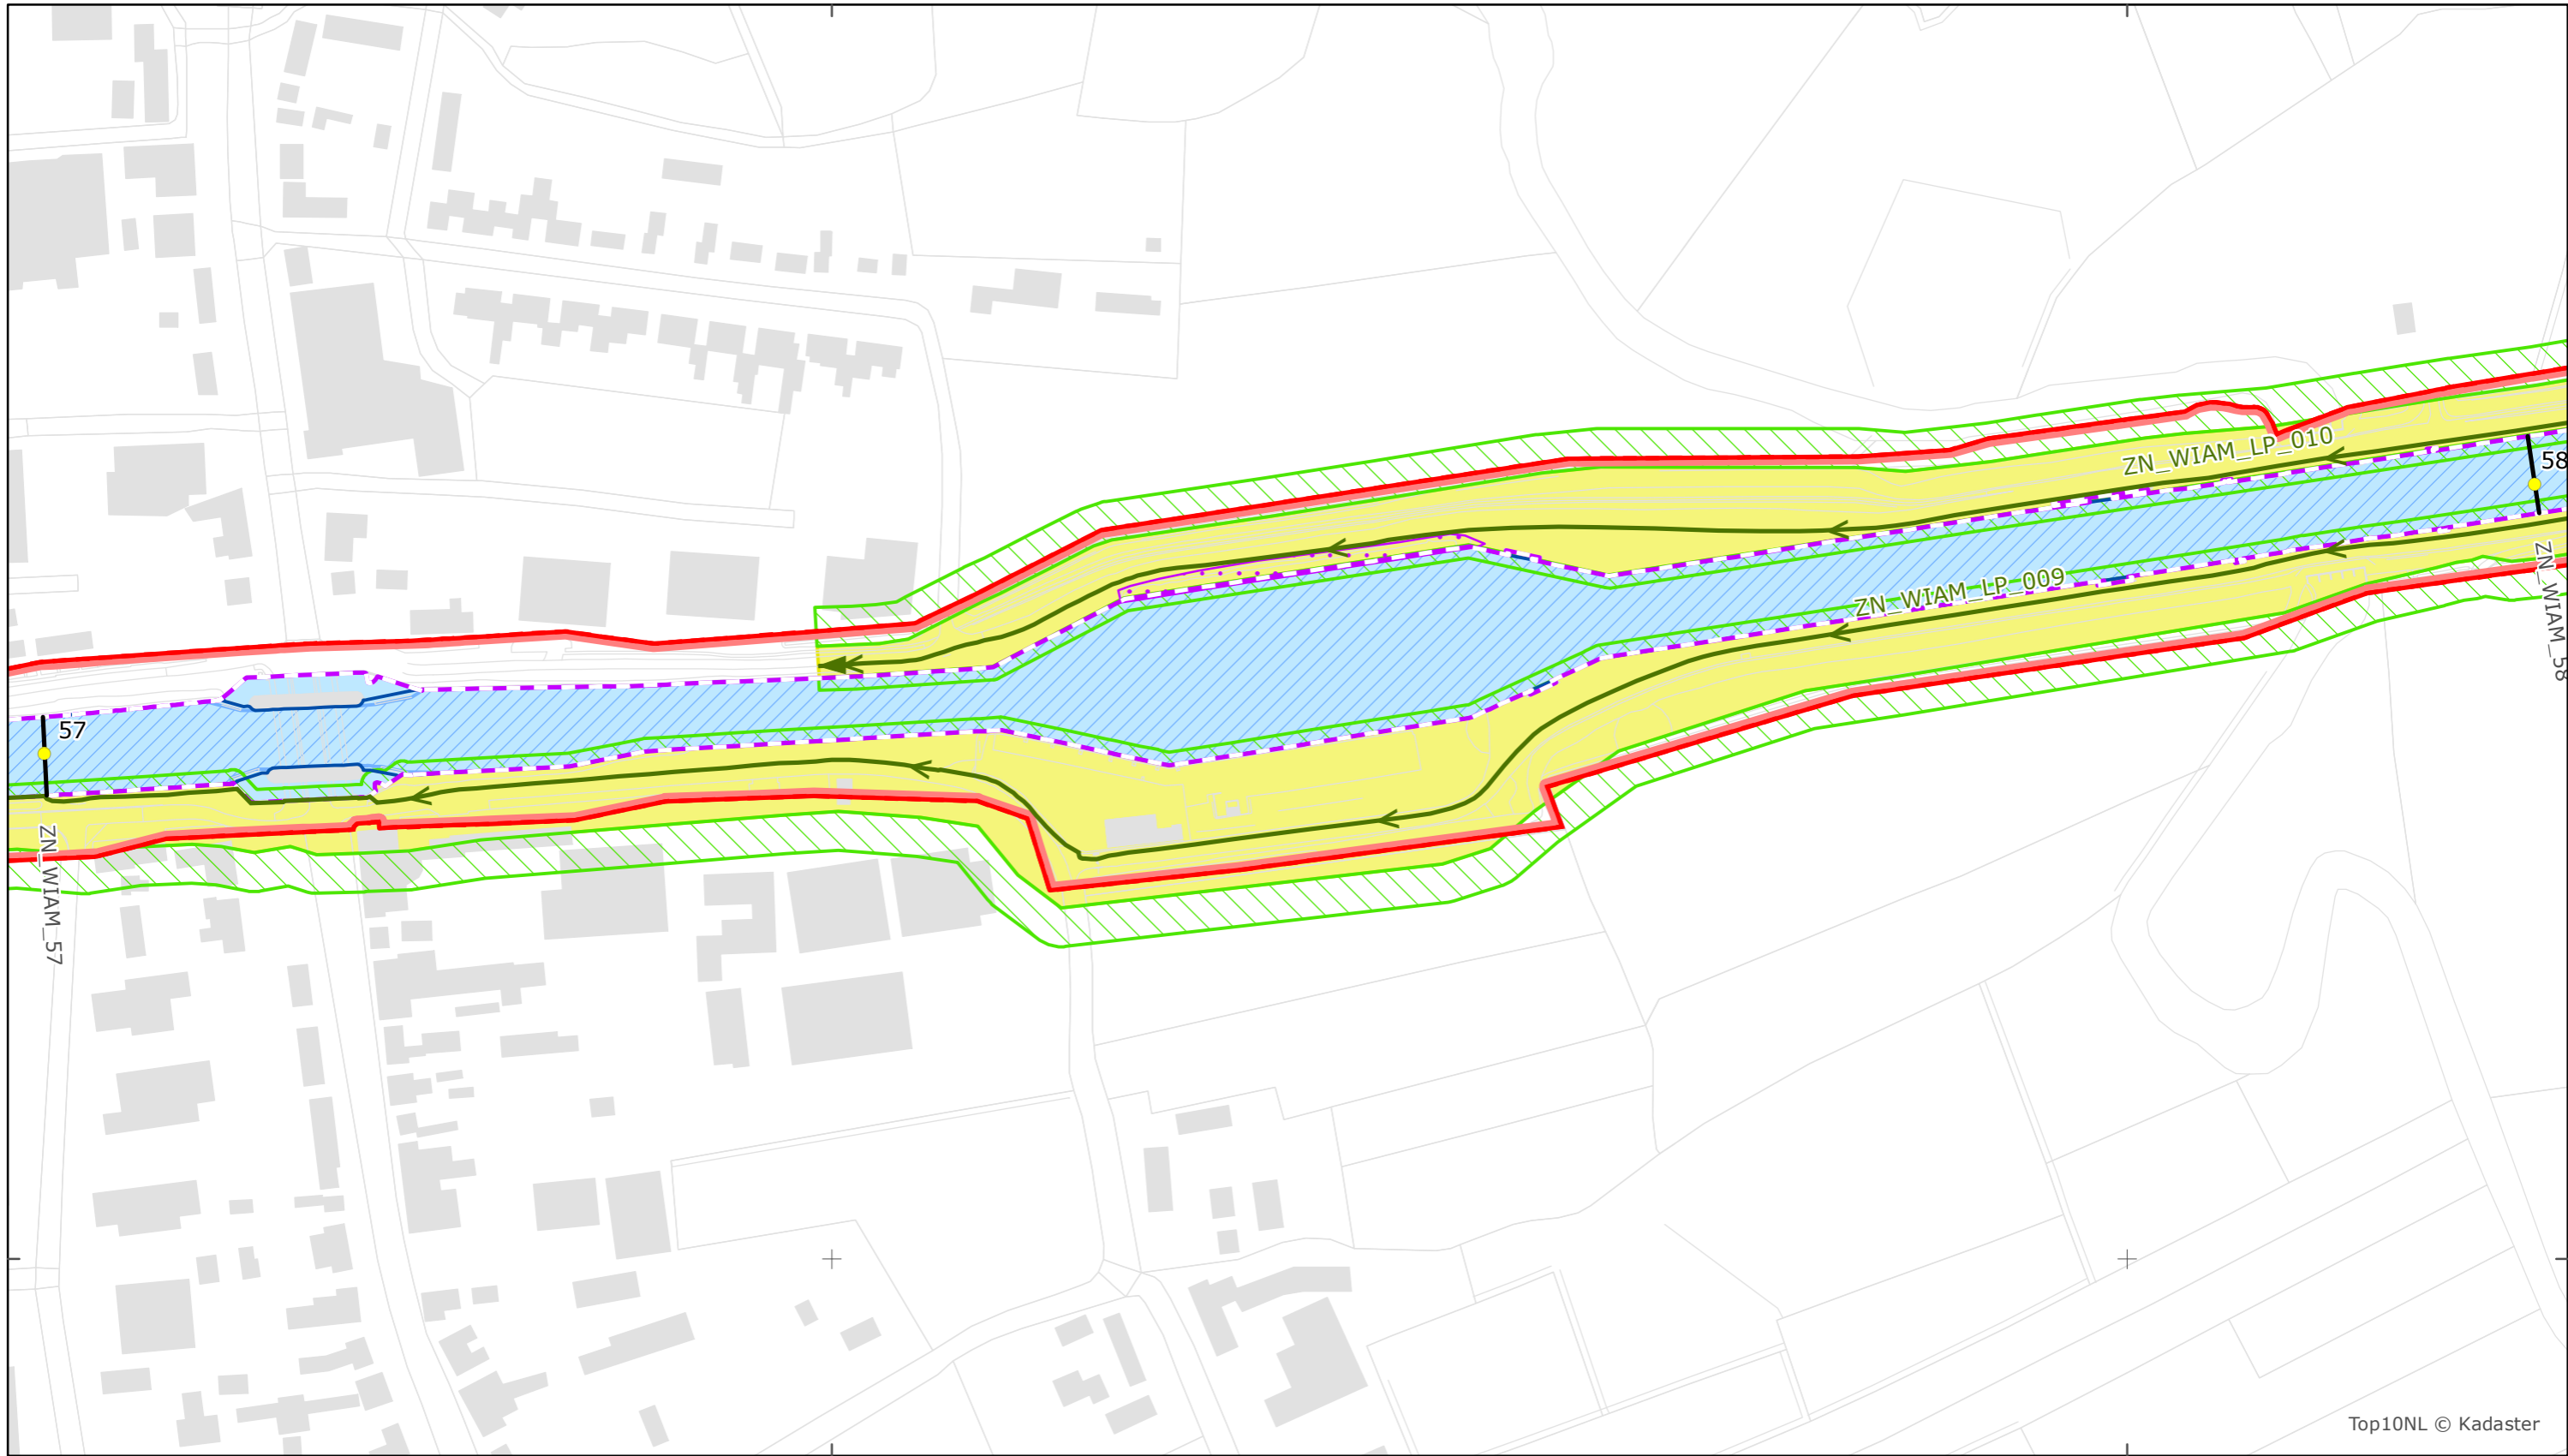 ZN_WIAM_LP_010
58
ZN_WIAM_58
ZN_WIAM_LP_009
57
ZN_WIAM_57
Top10NL © Kadaster